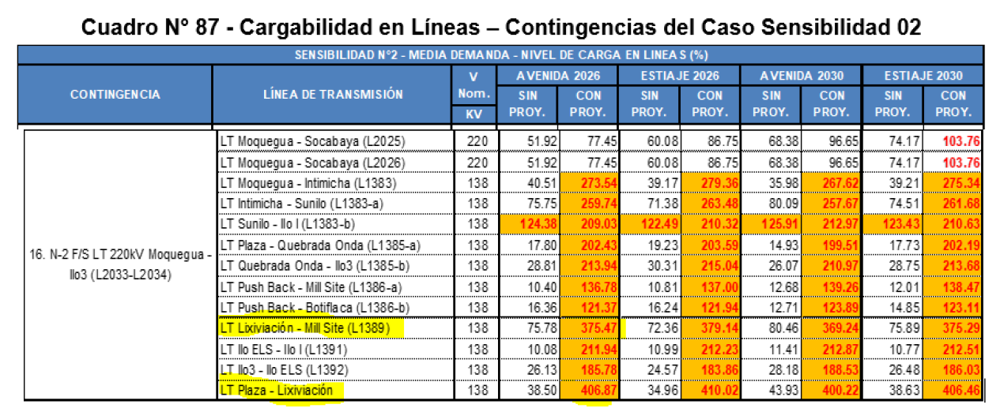 Cuadro N° 87 - Cargabilidad en Líneas – Contingencias del Caso Sensibilidad 02
SENSIBILIDAD N°2 - MEDIA DEMANDA - NIVEL DE CARGA EN LINEAS (%)
CONTINGENCIA LÍNEA DE TRANSMISIÓN V Nom. KV AVENIDA 2026 ESTIAJE 2026 AVENIDA 2030 ESTIAJE 2030
SIN PROY. CON PROY. SIN PROY. CON PROY. SIN PROY. CON PROY. SIN PROY. CON PROY.
16. N-2 F/S LT 220kV Moquegua -
Ilo3 (L2033-L2034)
LT Moquegua - Socabaya (L2025) 220 51.92 77.45 60.08 86.75 68.38 96.65 74.17 103.76
LT Moquegua - Socabaya (L2026) 220 51.92 77.45 60.08 86.75 68.38 96.65 74.17 103.76
LT Moquegua - Intimicha (L1383) 138 40.51 273.54 39.17 279.36 35.98 267.62 39.21 275.34
LT Intimicha - Sunilo (L1383-a) 138 75.75 259.74 71.38 263.48 80.09 257.67 74.51 261.68
LT Sunilo - Ilo I (L1383-b) 138 124.38 209.03 122.49 210.32 125.91 212.97 123.43 210.63
LT Plaza - Quebrada Onda (L1385-a) 138 17.80 202.43 19.23 203.59 14.93 199.51 17.73 202.19
LT Quebrada Onda - Ilo3 (L1385-b) 138 28.81 213.94 30.31 215.04 26.07 210.97 28.75 213.68
LT Push Back - Mill Site (L1386-a) 138 10.40 136.78 10.81 137.00 12.68 139.26 12.01 138.47
LT Push Back - Botiflaca (L1386-b) 138 16.36 121.37 16.24 121.94 12.71 123.89 14.85 123.11
LT Lixiviación - Mill Site (L1389) 138 75.78 375.47 72.36 379.14 80.46 369.24 75.89 375.29
LT Ilo ELS - Ilo I (L1391) 138 10.08 211.94 10.99 212.23 11.41 212.87 10.77 212.51
LT Ilo3 - Ilo ELS (L1392) 138 26.13 185.78 24.57 183.86 28.18 188.53 26.48 186.03
LT Plaza - Lixiviación 138 38.50 406.87 34.96 410.02 43.93 400.22 38.63 406.46